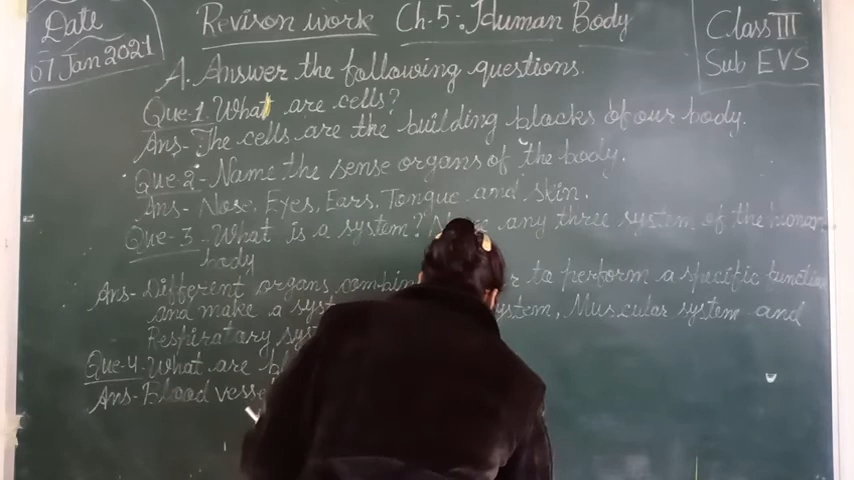 Date
07 Jan 2021
Revison work Ch-5:- Human Body
Class III
Sub EVS
A. Answer the following questions.
Que-1. What are cells?
Ans- The cells are the building blocks of our body.
Que-2- Name the sense organs of the body.
Ans- Nose, Eyes, Ears, Tongue and skin.
Que-3. What is a system? any three system of the human
body
Ans- Different organs to perform a specific function
and make a system, Muscular system and
Respiratary
Que-4. What are
Ans- Blood